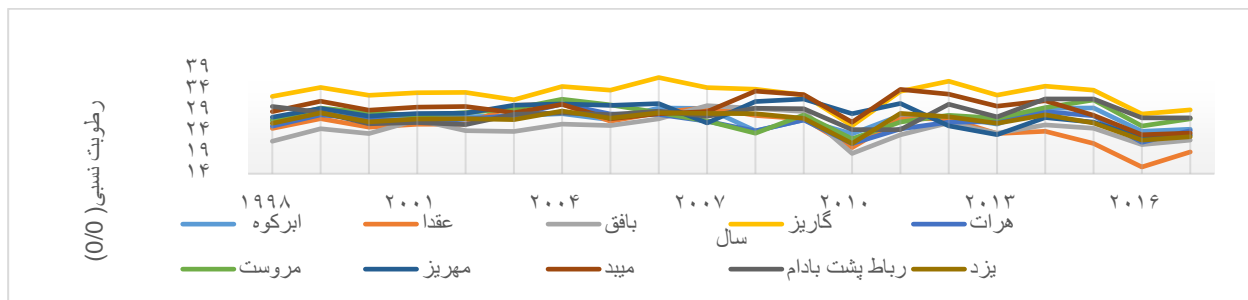 ۳۹
۳۴
۲۹
۲۴
۱۹
۱۴
رطوبت نسبی( 0/0)
۱۹۹۸ ۲۰۰۱ ۲۰۰۴ ۲۰۰۷ ۲۰۱۰ ۲۰۱۳ ۲۰۱۶
سال
ابرکوه عقدا بافق گاریز هرات
مروست مهریز میبد رباط پشت بادام یزد